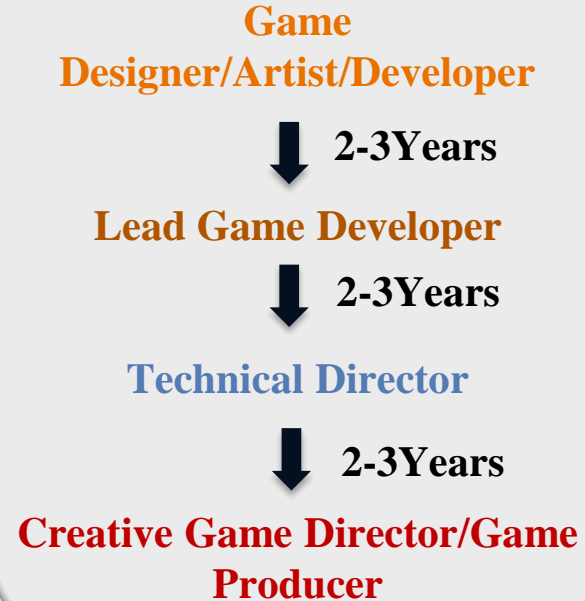 Game
Designer/Artist/Developer
2-3Years
Lead Game Developer
2-3Years
Technical Director
2-3Years
Creative Game Director/Game
Producer